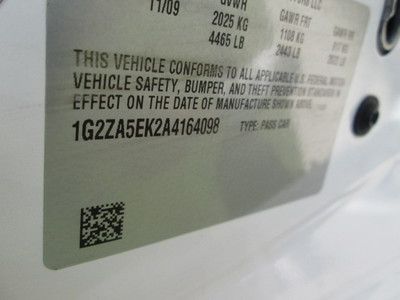 11/09 GVWR GAWR FRT GAWR RR
2025 KG 1108 KG
4465 LB 2443 LB
THIS VEHICLE CONFORMS TO ALL APPLICABLE U.S. FEDERAL MOTOR
VEHICLE SAFETY, BUMPER, AND THEFT PREVENTION STANDARDS IN
EFFECT ON THE DATE OF MANUFACTURE SHOWN ABOVE.
1G2ZA5EK2A4164098 TYPE: PASS CAR